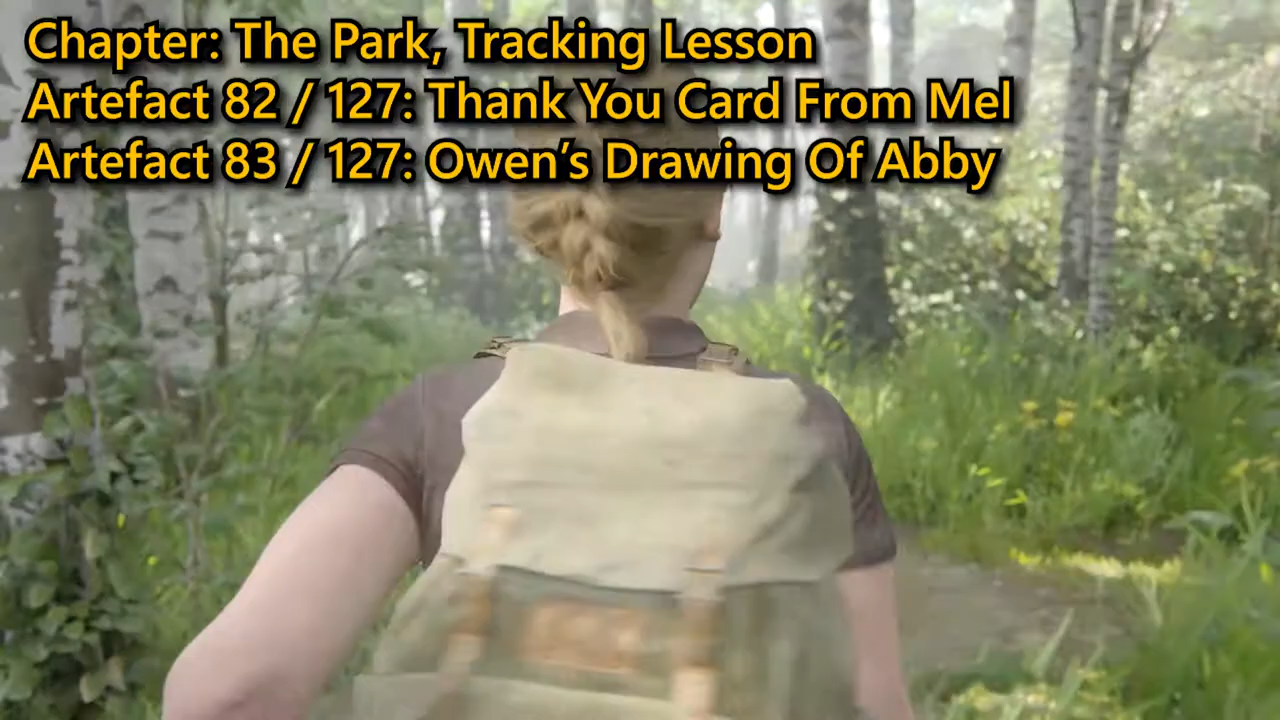 Chapter: The Park, Tracking Lesson
Artefact 82 / 127: Thank You Card From Mel
Artefact 83 / 127: Owen’s Drawing Of Abby